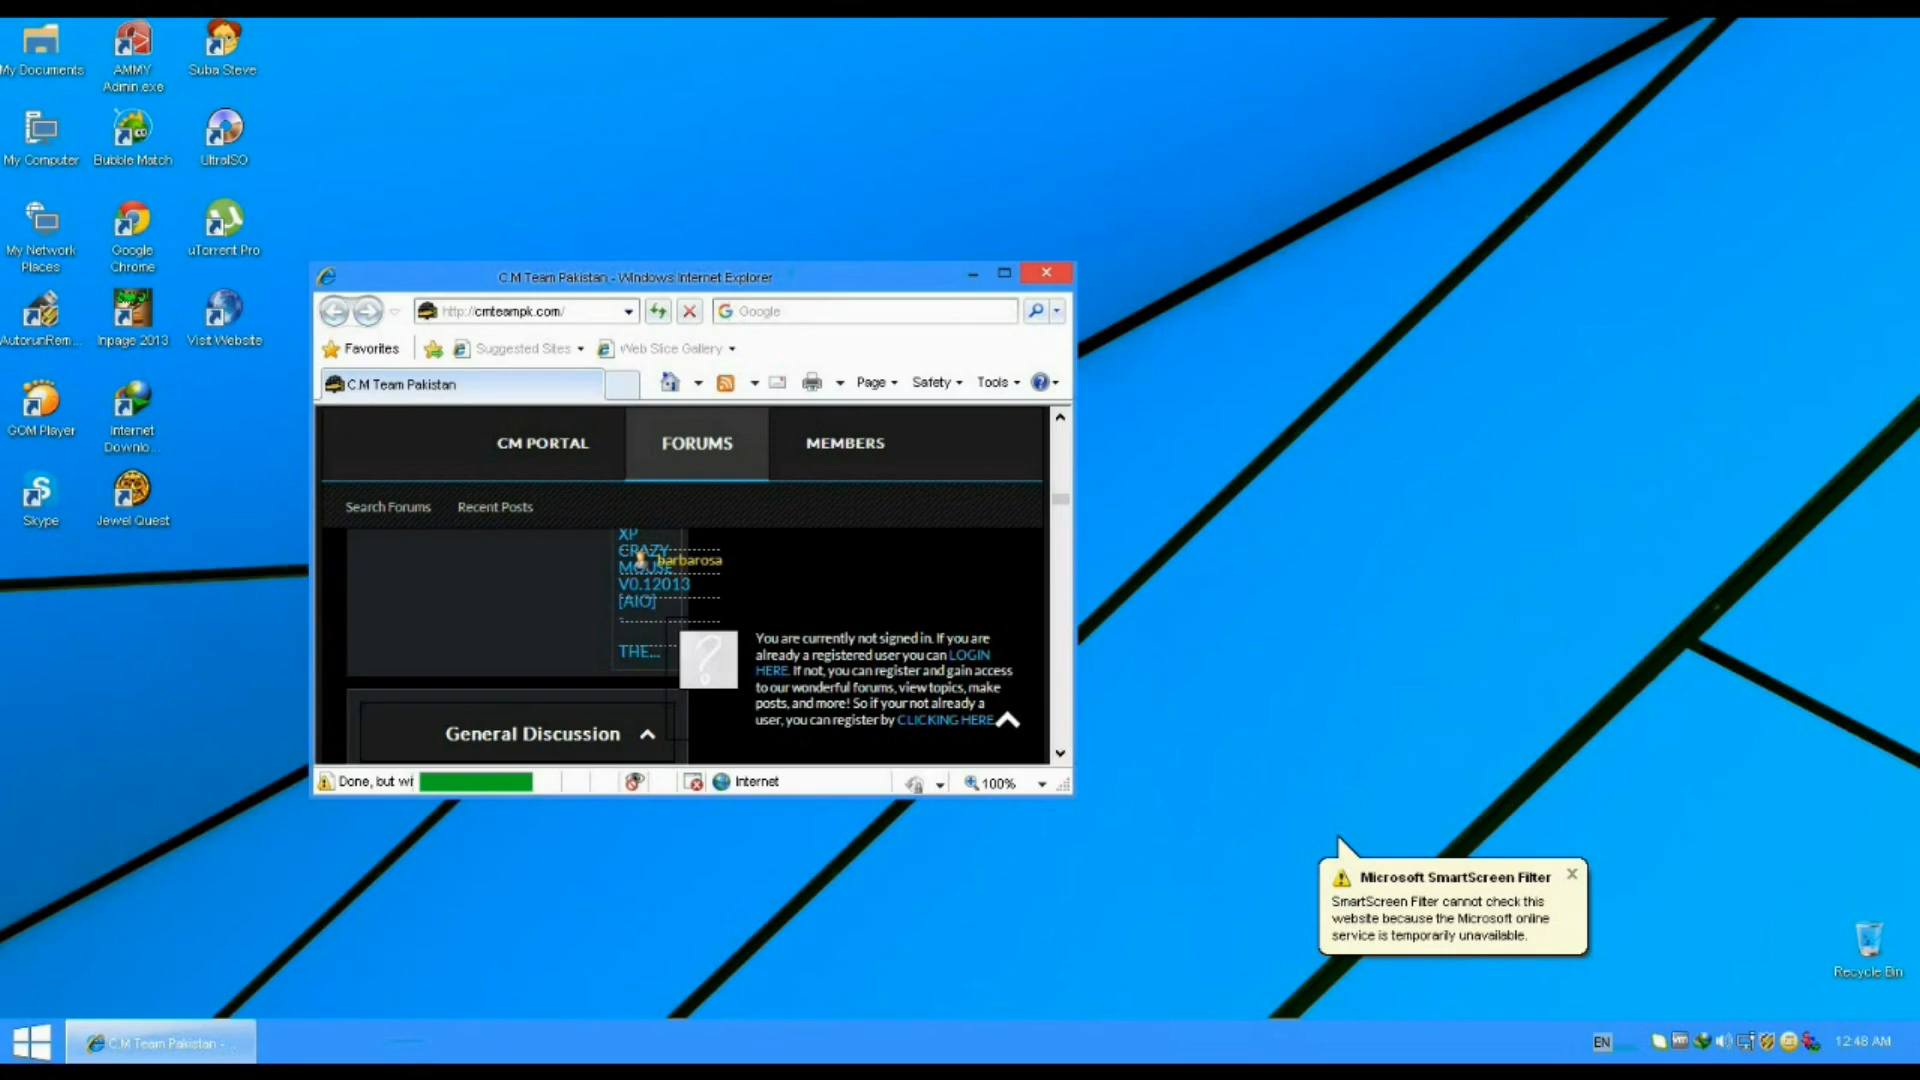 My Documents
AMMY
Admin.exe
Suba Steve
My Computer
Bubble Match
UltraISO
My Network
Places
Google
Chrome
uTorrent Pro
AutorunRem...
Inpage 2013
Visit Website
GOM Player
Internet
Downlo...
Skype
Jewel Quest
C.M Team Pakistan - Windows Internet Explorer
http://cmteampk.com/
Google
Favorites
Suggested Sites
Web Slice Gallery
C.M Team Pakistan
Page
Safety
Tools
CM PORTAL
FORUMS
MEMBERS
Search Forums
Recent Posts
XP
CRAZY
barbarosa
MOUSE
V0.12013
[AIO]
-
THE...
You are currently not signed in. If you are
already a registered user you can LOGIN
HERE. If not, you can register and gain access
to our wonderful forums, view topics, make
posts, and more! So if your not already a
user, you can register by CLICKING HERE
General Discussion
Done, but wi
Internet
100%
Microsoft SmartScreen Filter
SmartScreen Filter cannot check this
website because the Microsoft online
service is temporarily unavailable.
Recycle Bin
C.M Team Pakistan - ...
EN
12:48 AM